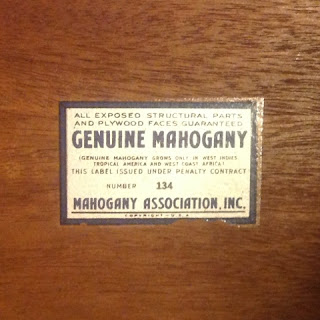 ALL EXPOSED STRUCTURAL PARTS
AND PLYWOOD FACES GUARANTEED
GENUINE MAHOGANY
(GENUINE MAHOGANY GROWS ONLY IN WEST INDIES,
TROPICAL AMERICA AND WEST COAST AFRICA)
THIS LABEL ISSUED UNDER PENALTY CONTRACT
NUMBER 134
MAHOGANY ASSOCIATION, INC.
COPYRIGHT - U.S.A